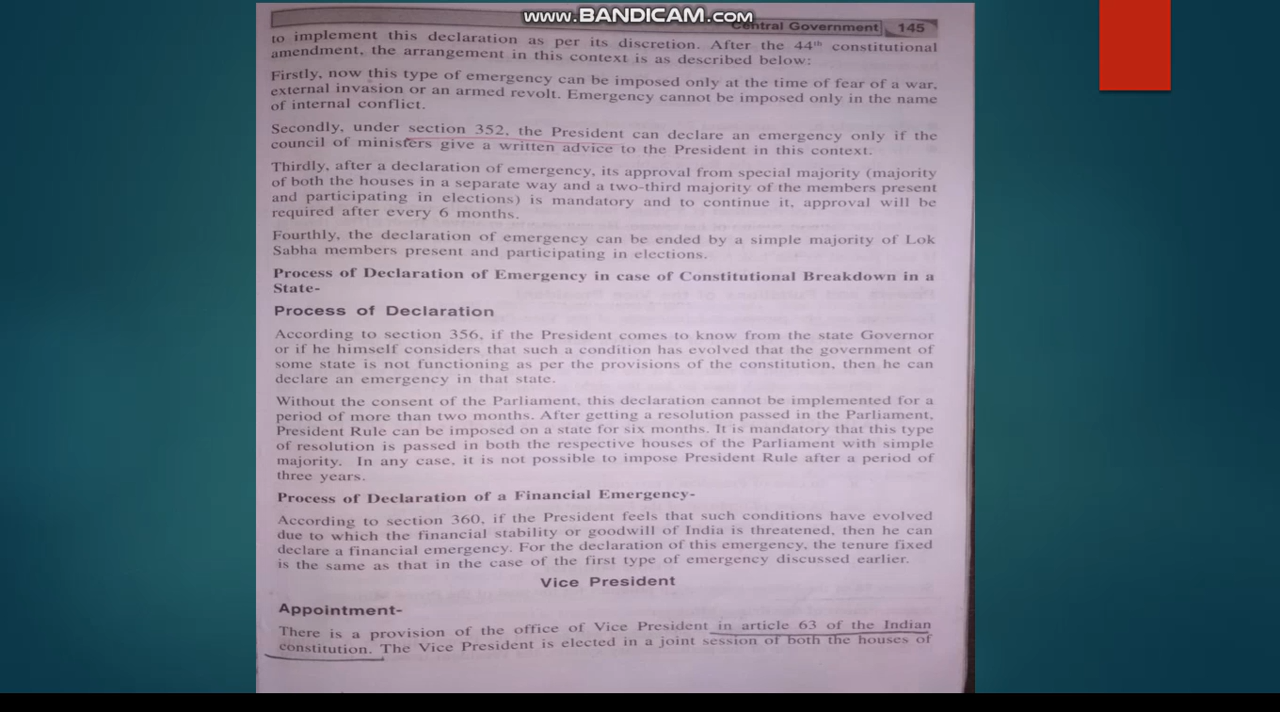 www.BANDICAM.com
Central Government 145
to implement this declaration as per its discretion. After the 44th constitutional
amendment, the arrangement in this context is as described below:
Firstly, now this type of emergency can be imposed only at the time of fear of a war,
external invasion or an armed revolt. Emergency cannot be imposed only in the name
of internal conflict.
Secondly, under section 352, the President can declare an emergency only if the
council of ministers give a written advice to the President in this context.
Thirdly, after a declaration of emergency, its approval from special majority (majority
of both the houses in a separate way and a two-third majority of the members present
and participating in elections) is mandatory and to continue it, approval will be
required after every 6 months.
Fourthly, the declaration of emergency can be ended by a simple majority of Lok
Sabha members present and participating in elections.
Process of Declaration of Emergency in case of Constitutional Breakdown in a
State-
Process of Declaration
According to section 356, if the President comes to know from the state Governor
or if he himself considers that such a condition has evolved that the government of
some state is not functioning as per the provisions of the constitution, then he can
declare an emergency in that state.
Without the consent of the Parliament, this declaration cannot be implemented for a
period of more than two months. After getting a resolution passed in the Parliament,
President Rule can be imposed on a state for six months. It is mandatory that this type
of resolution is passed in both the respective houses of the Parliament with simple
majority. In any case, it is not possible to impose President Rule after a period of
three years.
Process of Declaration of a Financial Emergency-
According to section 360, if the President feels that such conditions have evolved
due to which the financial stability or goodwill of India is threatened, then he can
declare a financial emergency. For the declaration of this emergency, the tenure fixed
is the same as that in the case of the first type of emergency discussed earlier.
Vice President
Appointment-
There is a provision of the office of Vice President in article 63 of the Indian
constitution. The Vice President is elected in a joint session of both the houses of